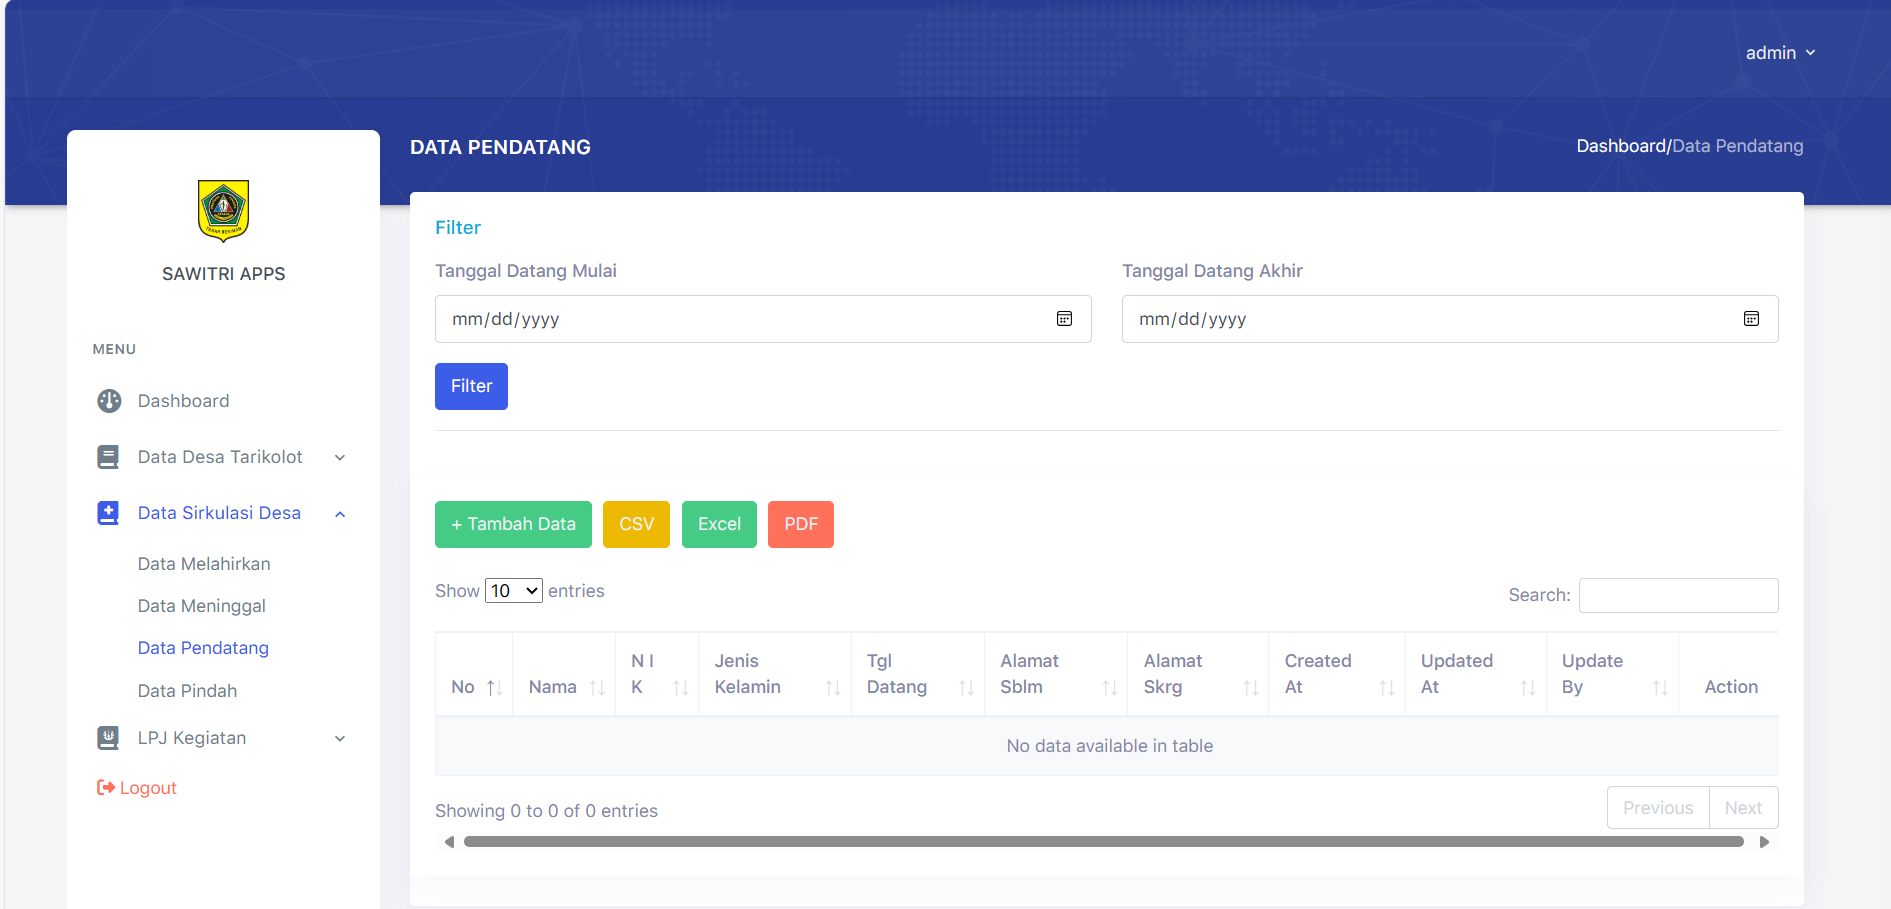 admin
DATA PENDATANG
Dashboard/Data Pendatang
TEGAR BERIMAN
SAWITRI APPS
MENU
Dashboard
Data Desa Tarikolot
Data Sirkulasi Desa
Data Melahirkan
Data Meninggal
Data Pendatang
Data Pindah
LPJ Kegiatan
Logout
Filter
Tanggal Datang Mulai
Tanggal Datang Akhir
mm/dd/yyyy
mm/dd/yyyy
Filter
+ Tambah Data
CSV
Excel
PDF
Show 10 entries
Search:
No
Nama
N I
K
Jenis
Kelamin
Tgl
Datang
Alamat
Sblm
Alamat
Skrg
Created
At
Updated
At
Update
By
Action
No data available in table
Showing 0 to 0 of 0 entries
Previous
Next